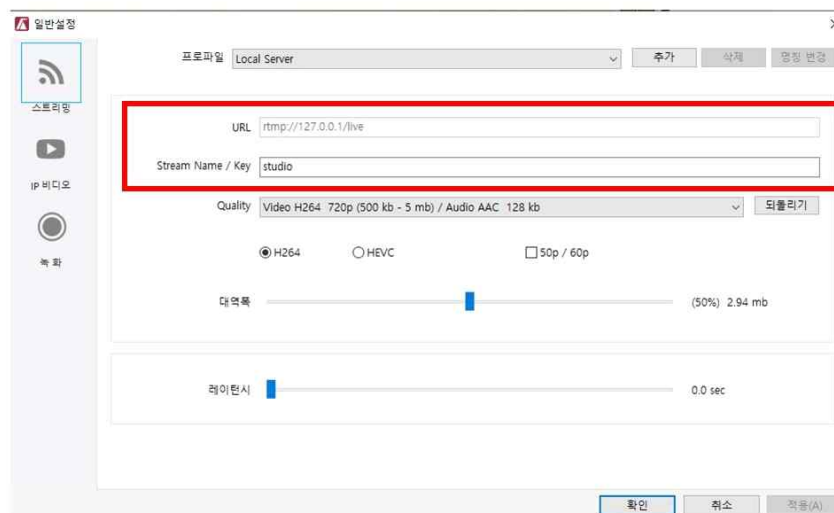 일반설정
스트리밍
IP 비디오
녹 화
프로파일 Local Server 추가 삭제 명칭 변경
URL rtmp://127.0.0.1/live
Stream Name / Key studio
Quality Video H264 720p (500 kb - 5 mb) / Audio AAC 128 kb 되돌리기
H264 HEVC 50p / 60p
대역폭 (50%) 2.94 mb
레이턴시 0.0 sec
확인 취소 적용(A)